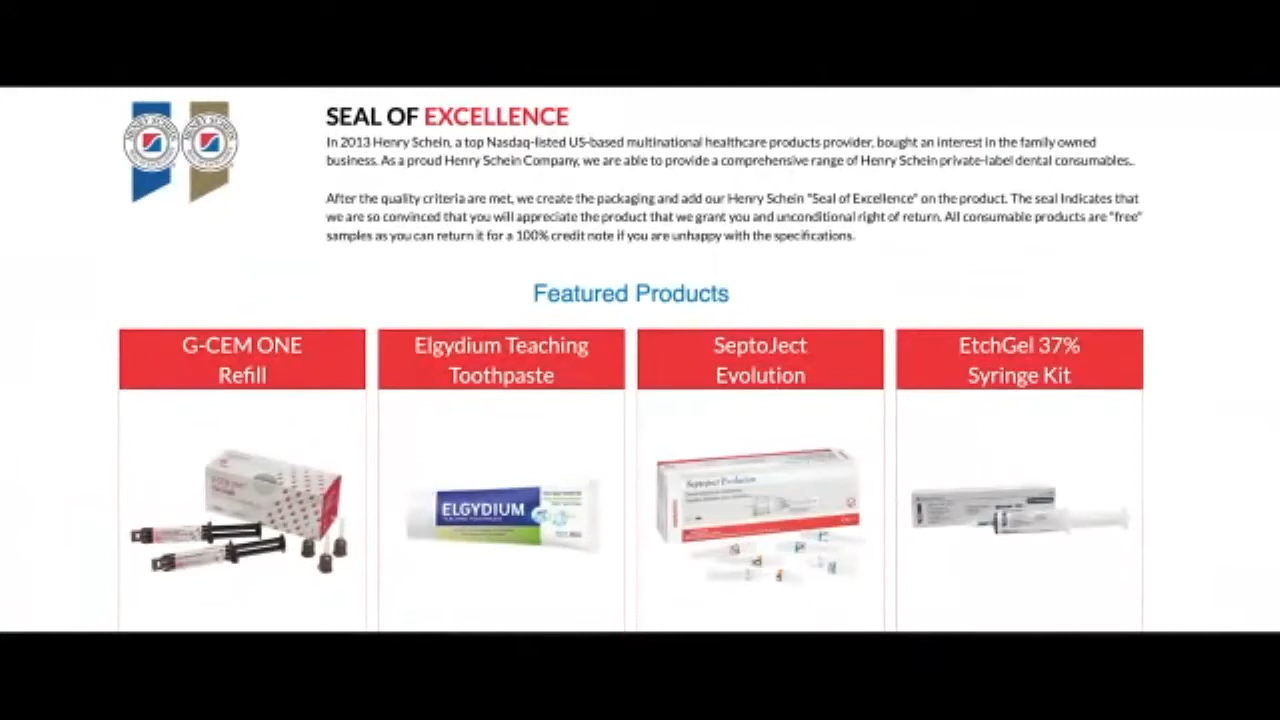 SEAL OF EXCELLENCE
In 2013 Henry Schein, a top Nasdaq-listed US-based multinational healthcare products provider, bought an interest in the family owned
business. As a proud Henry Schein Company, we are able to provide a comprehensive range of Henry Schein private-label dental consumables..
After the quality criteria are met, we create the packaging and add our Henry Schein "Seal of Excellence" on the product. The seal indicates that
we are so convinced that you will appreciate the product that we grant you and unconditional right of return. All consumable products are "free"
samples as you can return it for a 100% credit note if you are unhappy with the specifications.
Featured Products
G-CEM ONE
Refill
Elgydium Teaching
Toothpaste
SeptoJect
Evolution
EtchGel 37%
Syringe Kit
ELGYDIUM
Septoject Evolution